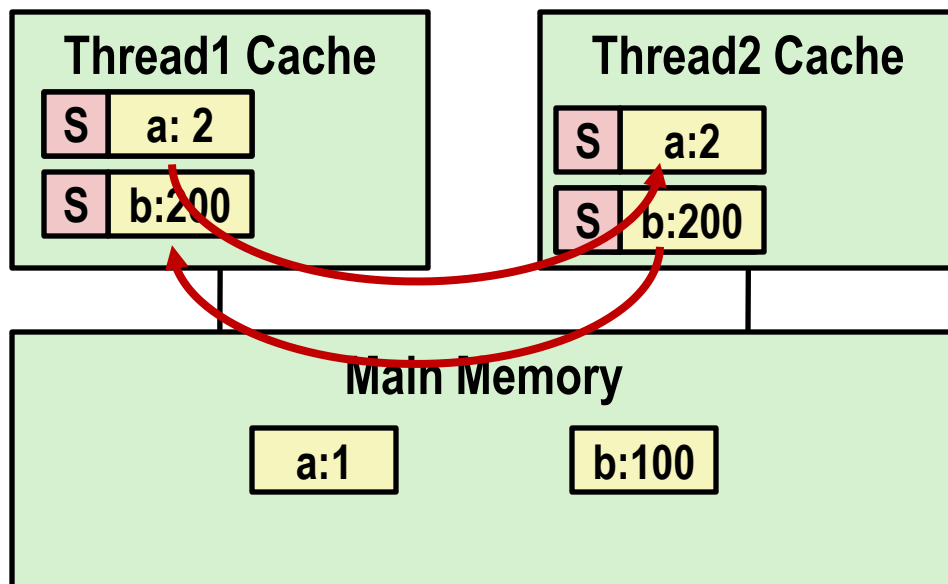 Thread1 Cache
S a: 2
S b:200
Thread2 Cache
S a:2
S b:200
Main Memory
a:1
b:100